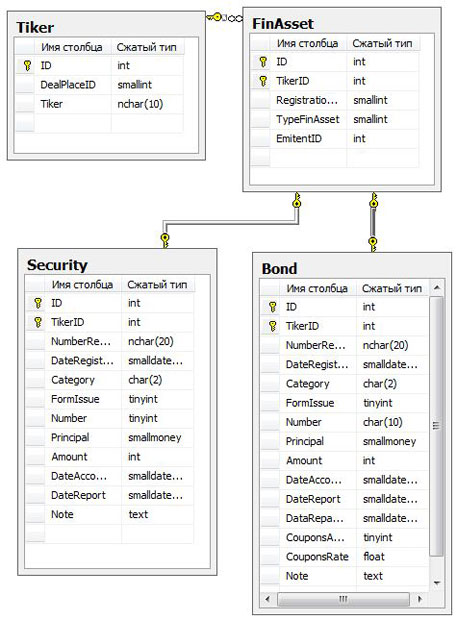 Tiker
Имя столбца Сжатый тип
ID int
DealPlaceID smallint
Tiker nchar(10)
FinAsset
Имя столбца Сжатый тип
ID int
TikerID int
Registratio... smallint
TypeFinAsset smallint
EmitentID int
Security
Имя столбца Сжатый тип
ID int
TikerID int
NumberRe... nchar(20)
DateRegist... smalldate...
Category char(2)
FormIssue tinyint
Number tinyint
Principal smallmoney
Amount int
DateAcco... smalldate...
DateReport smalldate...
Note text
Bond
Имя столбца Сжатый тип
ID int
TikerID int
NumberRe... nchar(20)
DateRegist... smalldate...
Category char(2)
FormIssue tinyint
Number char(10)
Principal smallmoney
Amount int
DateAcco... smalldate...
DateReport smalldate...
DataRepa... smalldate...
CouponsA... tinyint
CouponsRate float
Note text